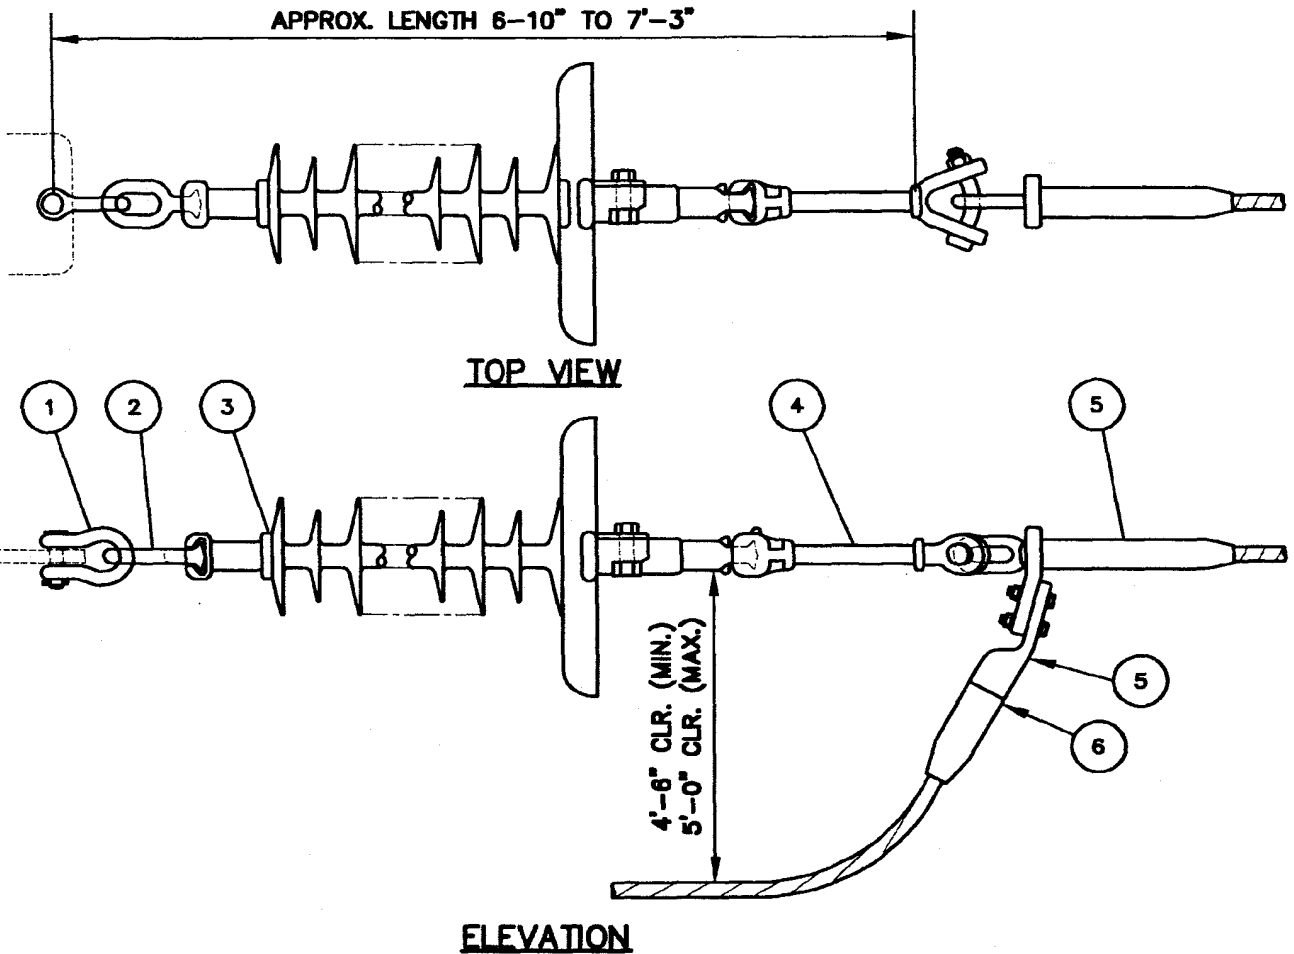 APPROX. LENGTH 6-10" TO 7'-3"
TOP VIEW
1
2
3
4
5
4'-6" CLR. (MIN.)
5'-0" CLR. (MAX.)
5
6
ELEVATION